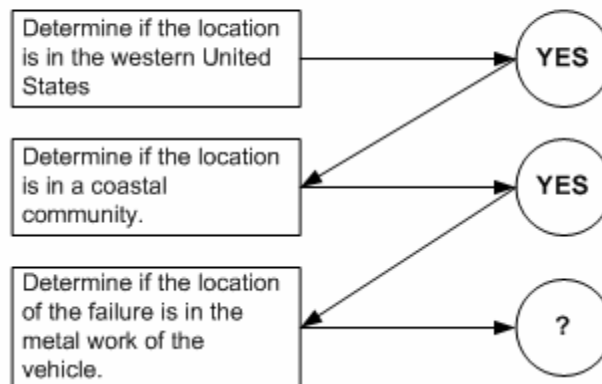 Determine if the location
is in the western United
States
YES
Determine if the location
is in a coastal
community.
YES
Determine if the location
of the failure is in the
metal work of the
vehicle.
?